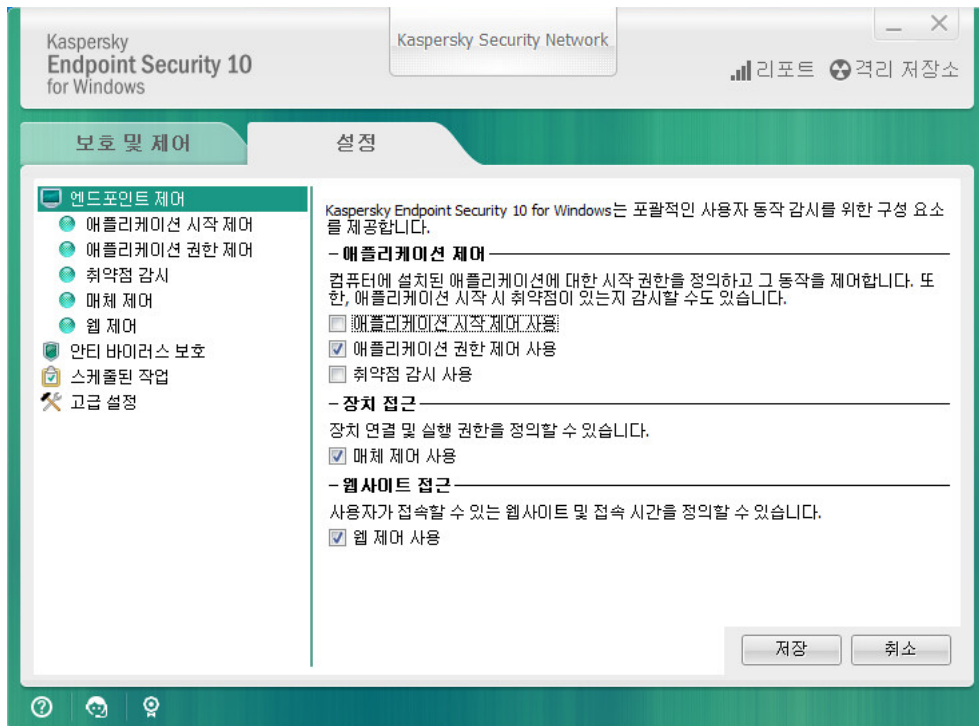 Kaspersky
Endpoint Security 10
for Windows
Kaspersky Security Network
리포트
격리 저장소
보호 및 제어
설정
엔드포인트 제어
애플리케이션 시작 제어
애플리케이션 권한 제어
취약점 감시
매체 제어
웹 제어
안티 바이러스 보호
스케줄된 작업
고급 설정
Kaspersky Endpoint Security 10 for Windows는 포괄적인 사용자 동작 감시를 위한 구성 요소
를 제공합니다.
애플리케이션 제어
컴퓨터에 설치된 애플리케이션에 대한 시작 권한을 정의하고 그 동작을 제어합니다. 또
한, 애플리케이션 시작 시 취약점이 있는지 감시할 수도 있습니다.
애플리케이션 시작 제어 사용
애플리케이션 권한 제어 사용
취약점 감시 사용
장치 접근
장치 연결 및 실행 권한을 정의할 수 있습니다.
매체 제어 사용
웹사이트 접근
사용자가 접속할 수 있는 웹사이트 및 접속 시간을 정의할 수 있습니다.
웹 제어 사용
저장
취소